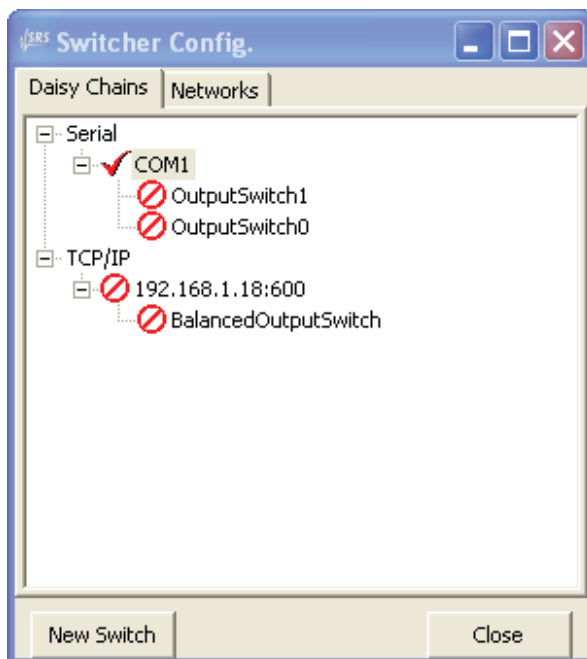 SRS Switcher Config.
Daisy Chains Networks
Serial
COM1
OutputSwitch1
OutputSwitch0
TCP/IP
192.168.1.18:600
BalancedOutputSwitch
New Switch Close